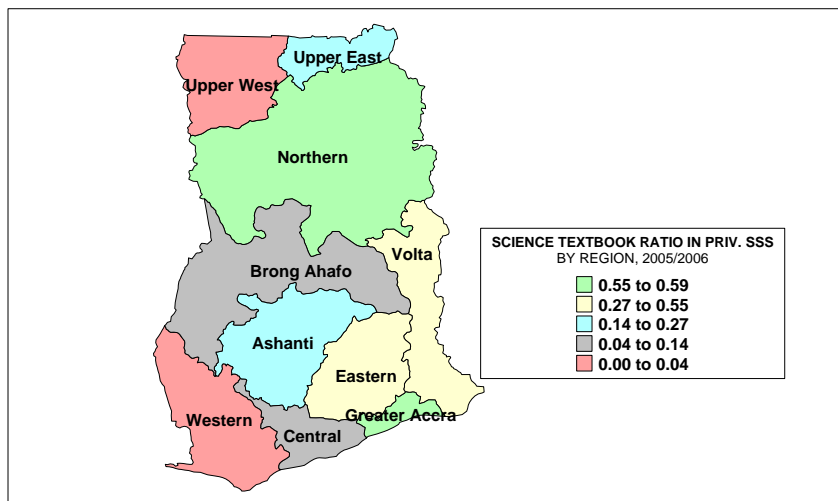 Upper East
Upper West
Northern
Volta
Brong Ahafo
Ashanti
Eastern
Greater Accra
Western
Central
SCIENCE TEXTBOOK RATIO IN PRIV. SSS
BY REGION, 2005/2006
0.55 to 0.59
0.27 to 0.55
0.14 to 0.27
0.04 to 0.14
0.00 to 0.04